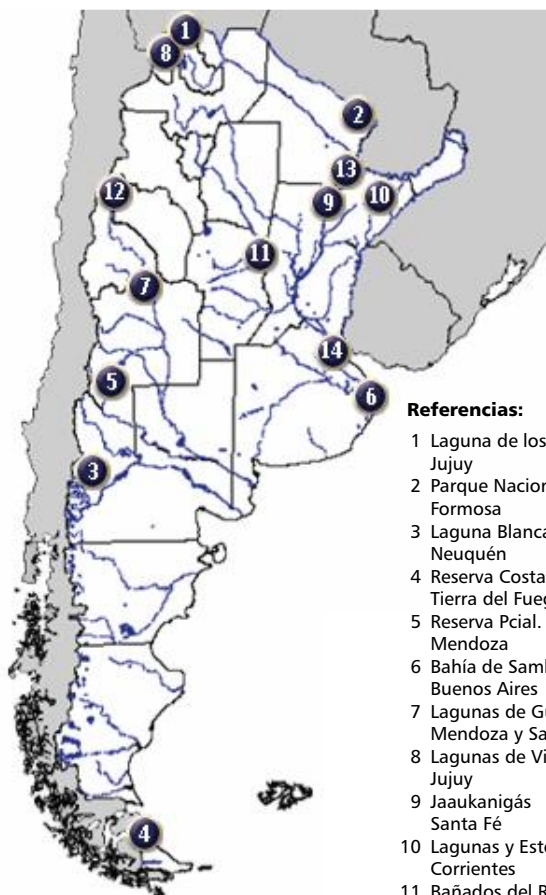 1
8
2
13
12
9
10
11
7
14
5
6
3
4
Referencias:
1 Laguna de los
Jujuy
2 Parque Nacion
Formosa
3 Laguna Blanca
Neuquén
4 Reserva Costa
Tierra del Fueg
5 Reserva Pcial.
Mendoza
6 Bahía de Samb
Buenos Aires
7 Lagunas de Gu
Mendoza y Sa
8 Lagunas de Vi
Jujuy
9 Jaaukanigás
Santa Fé
10 Lagunas y Este
Corrientes
11 Bañados del R